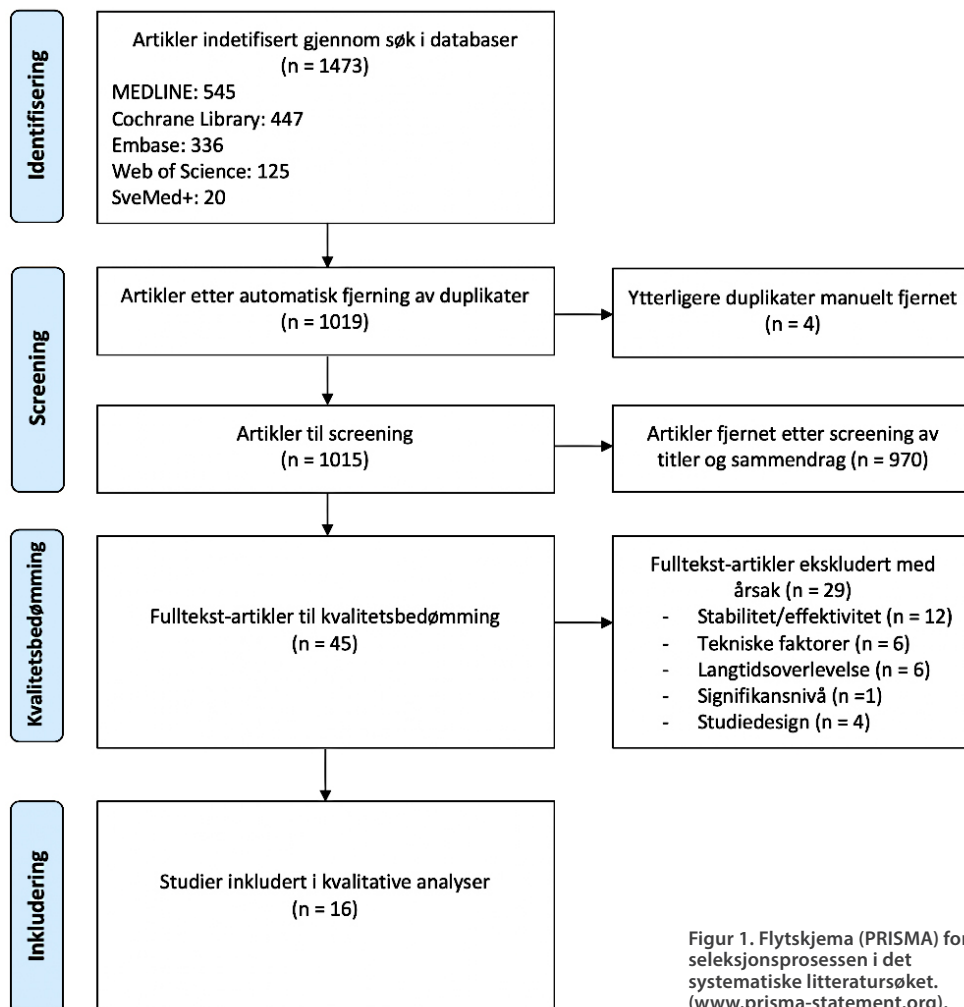 Identifisering
Artikler indetifisert gjennom søk i databaser
(n = 1473)
MEDLINE: 545
Cochrane Library: 447
Embase: 336
Web of Science: 125
SveMed+: 20
Screening
Artikler etter automatisk fjerning av duplikater
(n = 1019)
Ytterligere duplikater manuelt fjernet
(n = 4)
Artikler til screening
(n = 1015)
Artikler fjernet etter screening av
titler og sammendrag (n = 970)
Kvalitetsbedømming
Fulltekst-artikler til kvalitetsbedømming
(n = 45)
Fulltekst-artikler ekskludert med
årsak (n = 29)
- Stabilitet/effektivitet (n = 12)
- Tekniske faktorer (n = 6)
- Langtidsoverlevelse (n = 6)
- Signifikansnivå (n =1)
- Studiedesign (n = 4)
Inkludering
Studier inkludert i kvalitative analyser
(n = 16)
Figur 1. Flytskjema (PRISMA) for
seleksjonsprosessen i det
systematiske litteratursøket.
(www.prisma-statement.org).